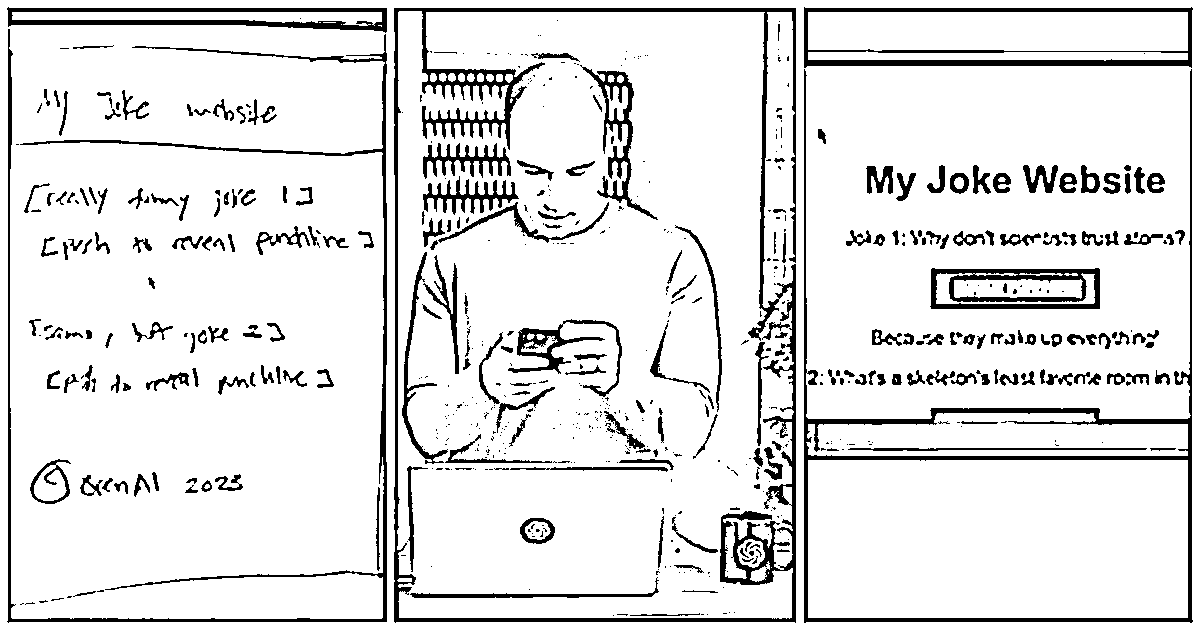 My Joke website
[really funny joke 1]
[push to reveal punchline]
[same, but joke 2]
[push to reveal punchline]
© OpenAI 2023
My Joke Website
Joke 1: Why don't scientists trust atoms?
Because they make up everything!
2: What's a skeleton's least favorite room in th